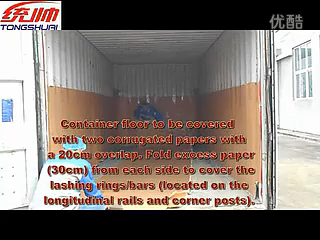 统帅
TONGSHUAI
优酷
Container floor to be covered
with two corrugated papers with
a 20cm overlap. Fold excess paper
(30cm) from each side to cover the
lashing rings/bars (located on the
longitudinal rails and corner posts).